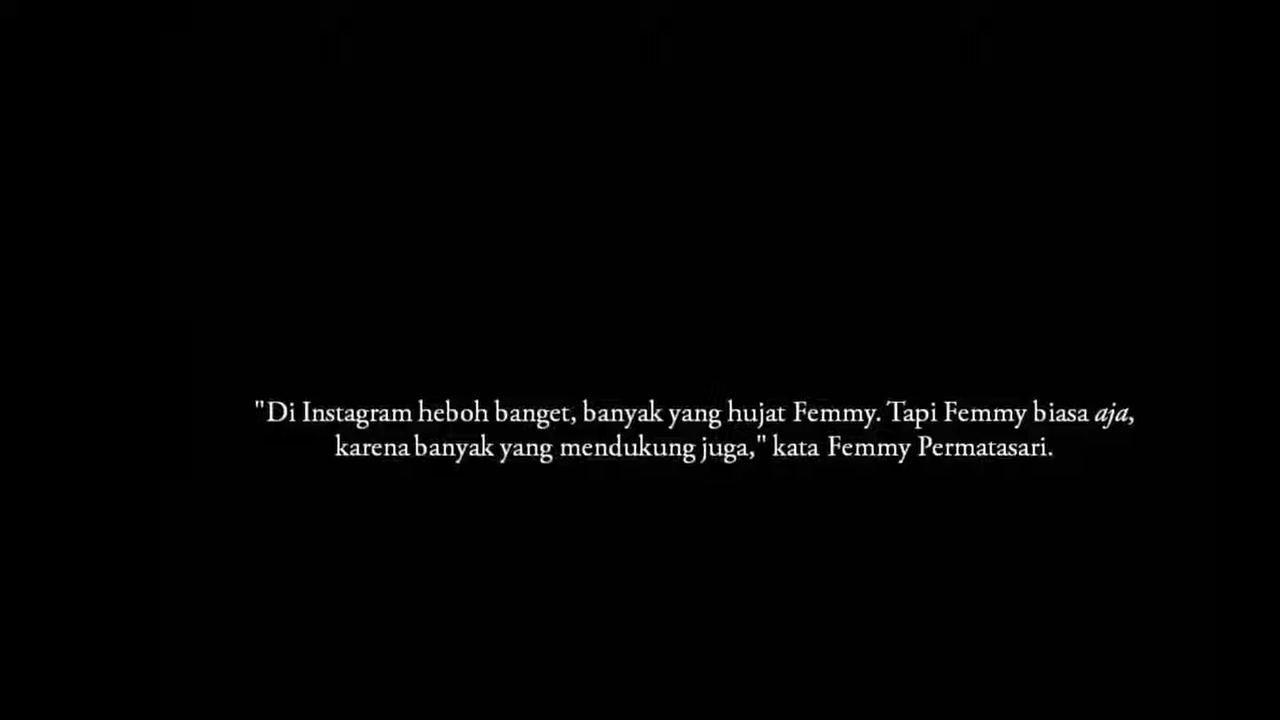 "Di Instagram heboh banget, banyak yang hujat Femmy. Tapi Femmy biasa aja,
karena banyak yang mendukung juga," kata Femmy Permatasari.